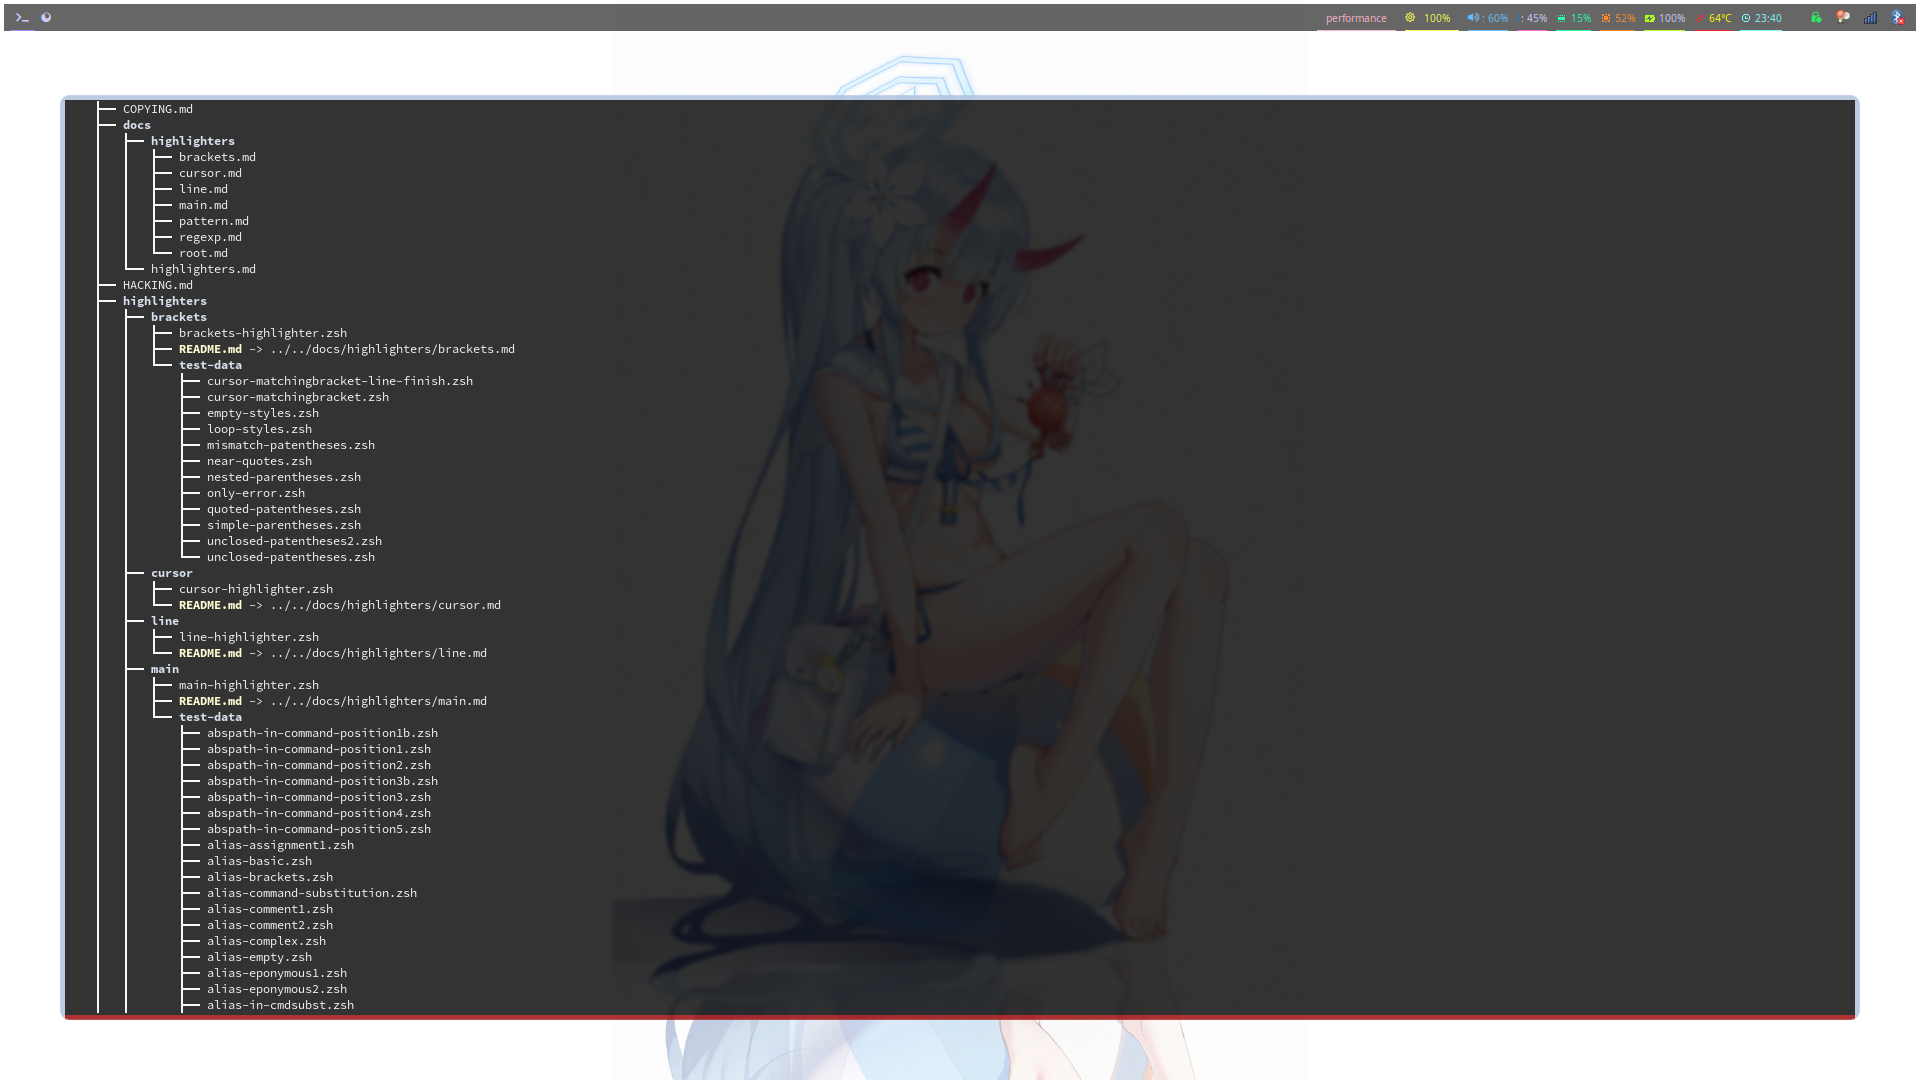 >_ performance 100% : 60% : 45% 15% 52% 100% 64°C 23:40
COPYING.md
docs
highlighters
brackets.md
cursor.md
line.md
main.md
pattern.md
regexp.md
root.md
highlighters.md
HACKING.md
highlighters
brackets
brackets-highlighter.zsh
README.md -> ../../docs/highlighters/brackets.md
test-data
cursor-matchingbracket-line-finish.zsh
cursor-matchingbracket.zsh
empty-styles.zsh
loop-styles.zsh
mismatch-patentheses.zsh
near-quotes.zsh
nested-parentheses.zsh
only-error.zsh
quoted-patentheses.zsh
simple-parentheses.zsh
unclosed-patentheses2.zsh
unclosed-patentheses.zsh
cursor
cursor-highlighter.zsh
README.md -> ../../docs/highlighters/cursor.md
line
line-highlighter.zsh
README.md -> ../../docs/highlighters/line.md
main
main-highlighter.zsh
README.md -> ../../docs/highlighters/main.md
test-data
abspath-in-command-position1b.zsh
abspath-in-command-position1.zsh
abspath-in-command-position2.zsh
abspath-in-command-position3b.zsh
abspath-in-command-position3.zsh
abspath-in-command-position4.zsh
abspath-in-command-position5.zsh
alias-assignment1.zsh
alias-basic.zsh
alias-brackets.zsh
alias-command-substitution.zsh
alias-comment1.zsh
alias-comment2.zsh
alias-complex.zsh
alias-empty.zsh
alias-eponymous1.zsh
alias-eponymous2.zsh
alias-in-cmdsubst.zsh